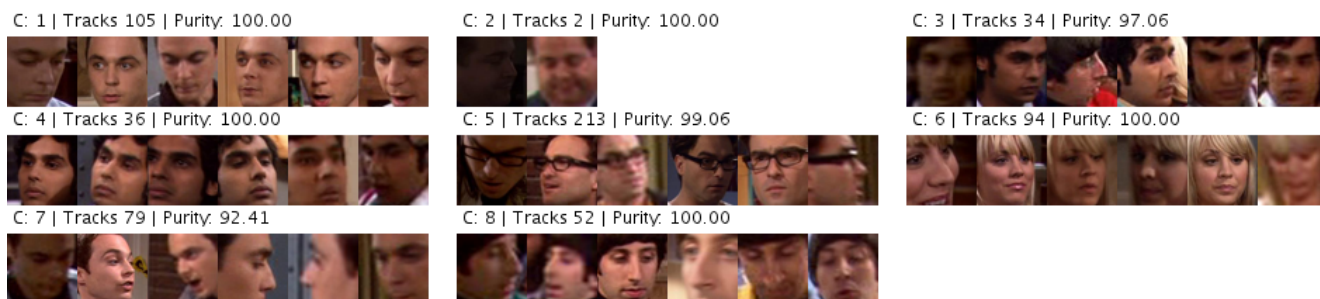 C: 1 | Tracks 105 | Purity: 100.00
C: 2 | Tracks 2 | Purity: 100.00
C: 3 | Tracks 34 | Purity: 97.06
C: 4 | Tracks 36 | Purity: 100.00
C: 5 | Tracks 213 | Purity: 99.06
C: 6 | Tracks 94 | Purity: 100.00
C: 7 | Tracks 79 | Purity: 92.41
C: 8 | Tracks 52 | Purity: 100.00